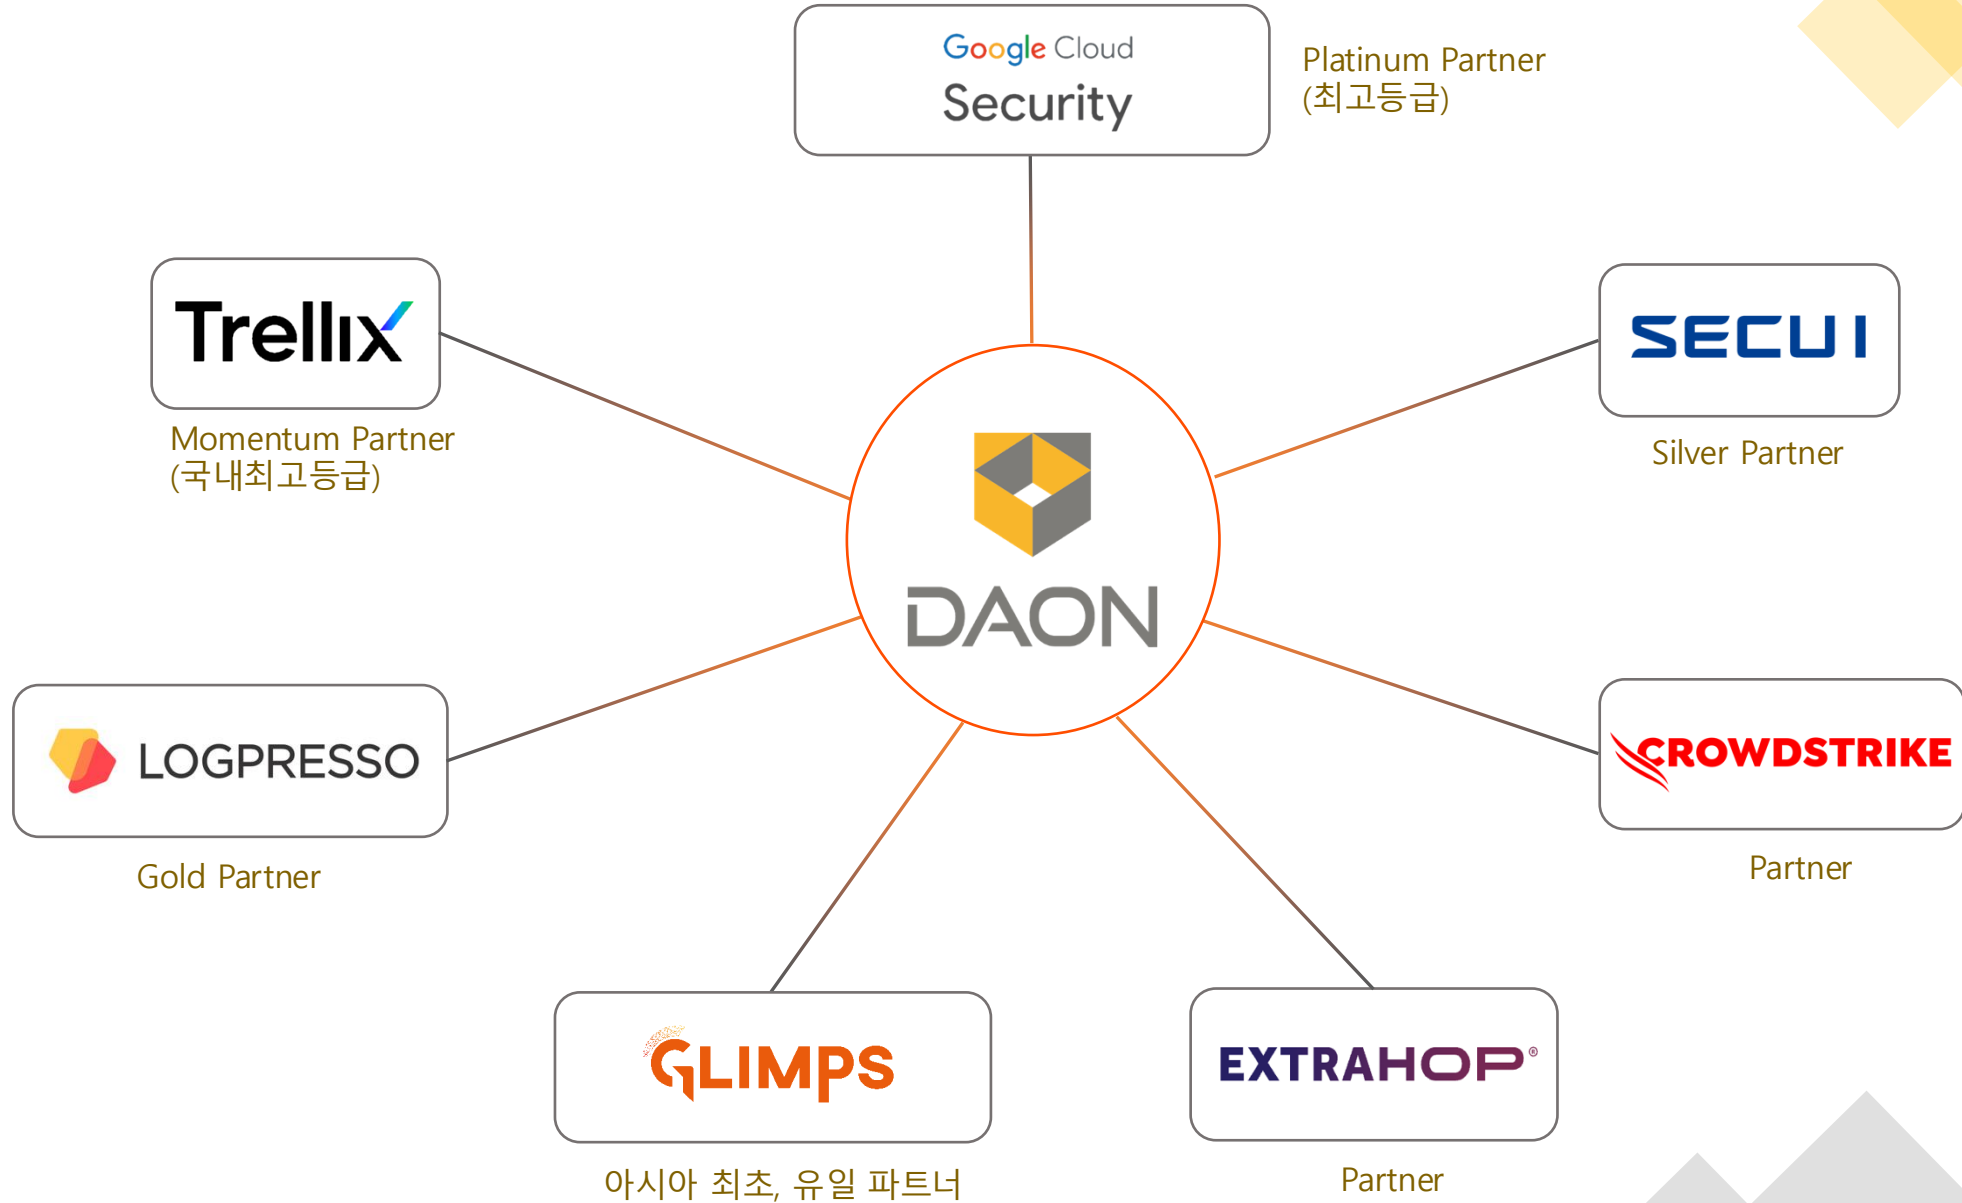 Google Cloud
Security
Platinum Partner
(최고등급)
Trellix
Momentum Partner
(국내최고등급)
SECUI
Silver Partner
DAON
LOGPRESSO
Gold Partner
CROWDSTRIKE
Partner
GLIMPS
아시아 최초, 유일 파트너
EXTRAHOP®
Partner